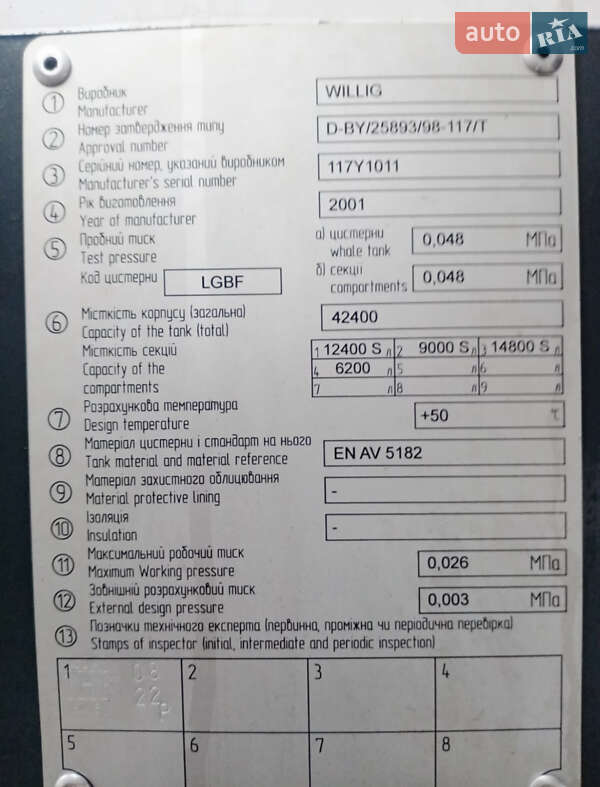 auto RIA .com
1 Виробник WILLIG
Manufacturer
2 Номер затвердження типу D-BY/25893/98-117/T
Approval number
3 Серійний номер, указаний виробником 117Y1011
Manufacturer's serial number
4 Рік виготовлення 2001
Year of manufacturer
5 Пробний тиск а) цистерни 0,048 МПа
Test pressure whale tank
Код цистерни LGBF б) секції 0,048 МПа
compartments
6 Місткість корпусу (загальна) 42400
Capacity of the tank (total)
Місткість секцій 1 12400 S л 2 9000 S л 3 14800 S л
Capacity of the 4 6200 л 5 л 6 л
compartments 7 л 8 л 9 л
7 Розрахункова температура +50 °С
Design temperature
8 Матеріал цистерни і стандарт на нього EN AV 5182
Tank material and material reference
9 Матеріал захистного облицювання -
Material protective lining
10 Ізоляція -
Insulation
11 Максимальний робочий тиск 0,026 МПа
Maximum Working pressure
12 Зовнішній розрахунковий тиск 0,003 МПа
External design pressure
13 Позначки технічного експерта (первинна, проміжна чи періодична перевірка)
Stamps of inspector (initial, intermediate and periodic inspection)
1 08 2 3 4
22 P
5 6 7 8